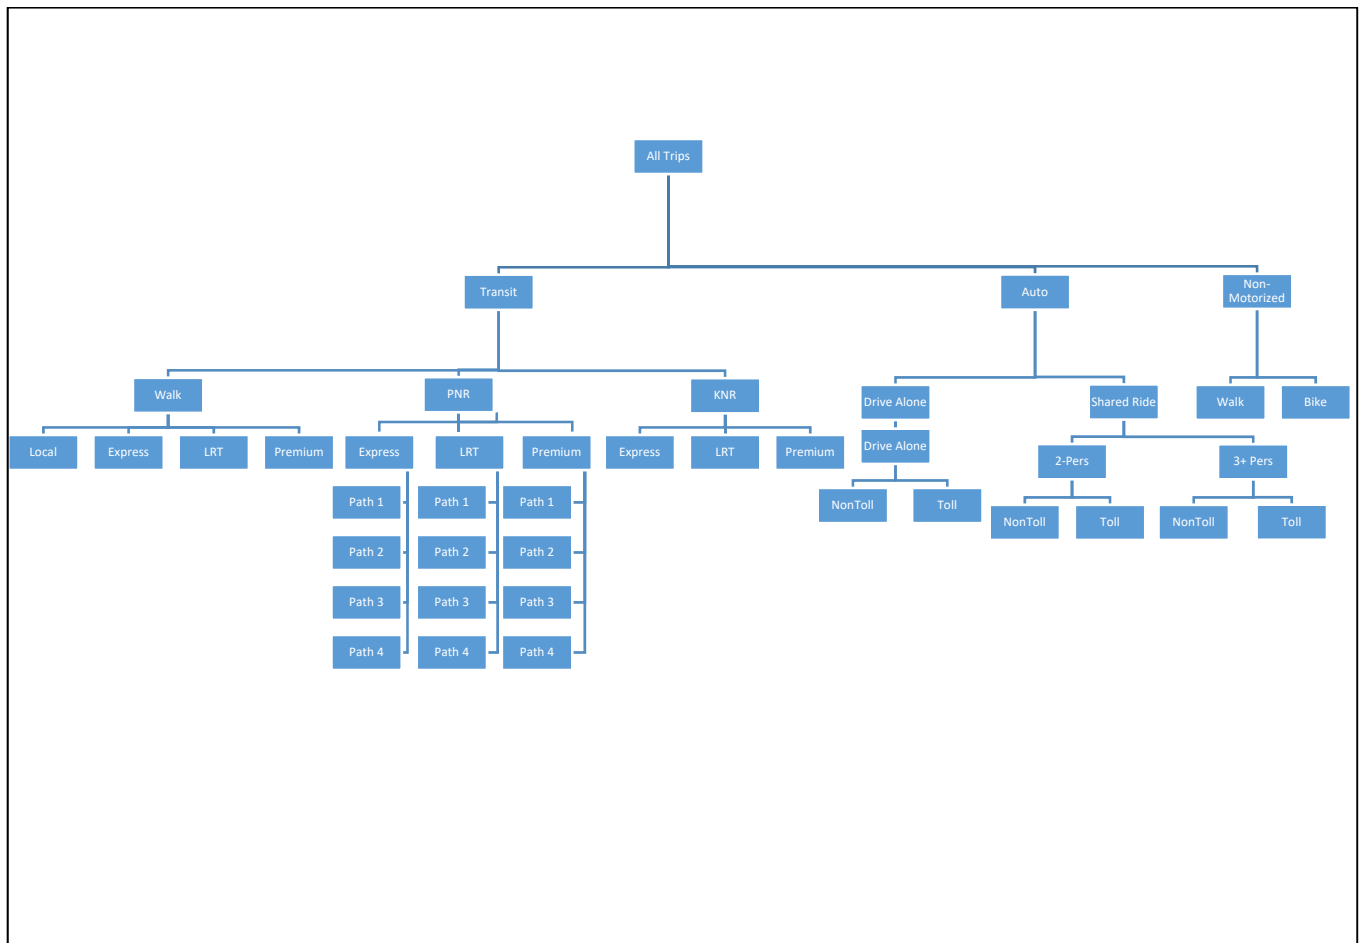 All Trips
Transit
Auto
Non-
Motorized
Walk
PNR
KNR
Drive Alone
Shared Ride
Walk
Bike
Local
Express
LRT
Premium
Express
LRT
Premium
Express
LRT
Premium
Drive Alone
2-Pers
3+ Pers
Path 1
Path 1
Path 1
NonToll
Toll
NonToll
Toll
NonToll
Toll
Path 2
Path 2
Path 2
Path 3
Path 3
Path 3
Path 4
Path 4
Path 4